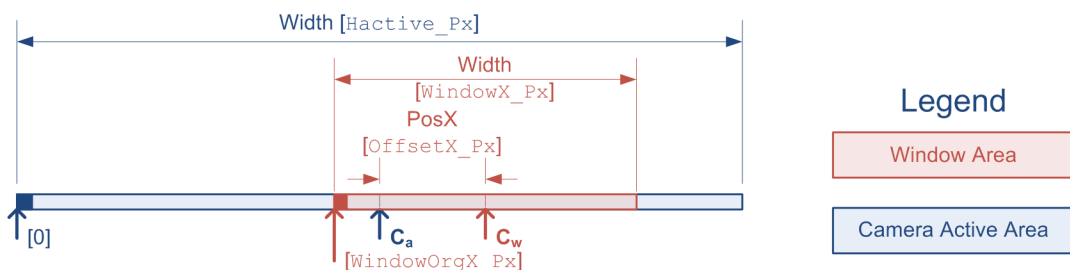 Width [Hactive_Px]
Width
[WindowX_Px]
PosX
[OffsetX_Px]
[0]
Ca
Cw
[WindowOrgX_Px]
Legend
Window Area
Camera Active Area